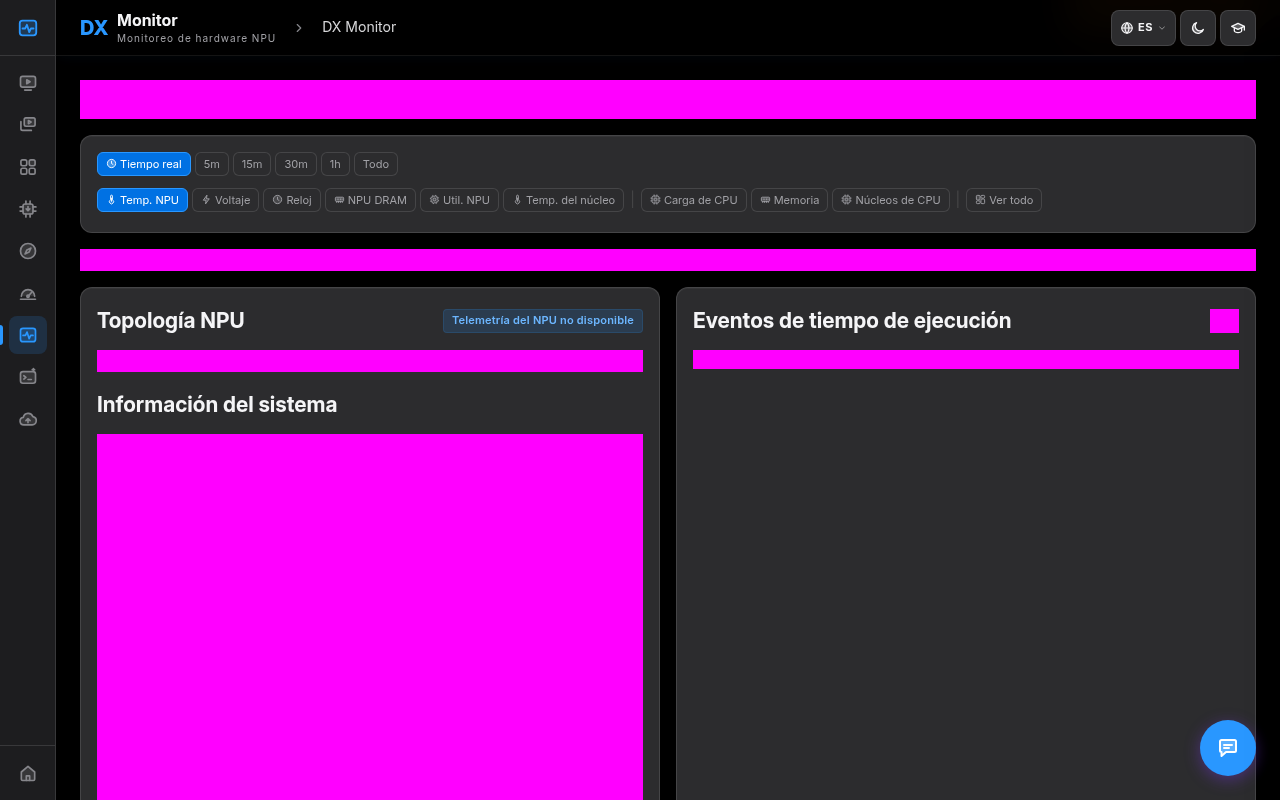 DX Monitor
Monitoreo de hardware NPU
DX Monitor
ES
Tiempo real 5m 15m 30m 1h Todo
Temp. NPU Voltaje Reloj NPU DRAM Util. NPU Temp. del núcleo Carga de CPU Memoria Núcleos de CPU Ver todo
Topología NPU
Telemetría del NPU no disponible
Información del sistema
Eventos de tiempo de ejecución